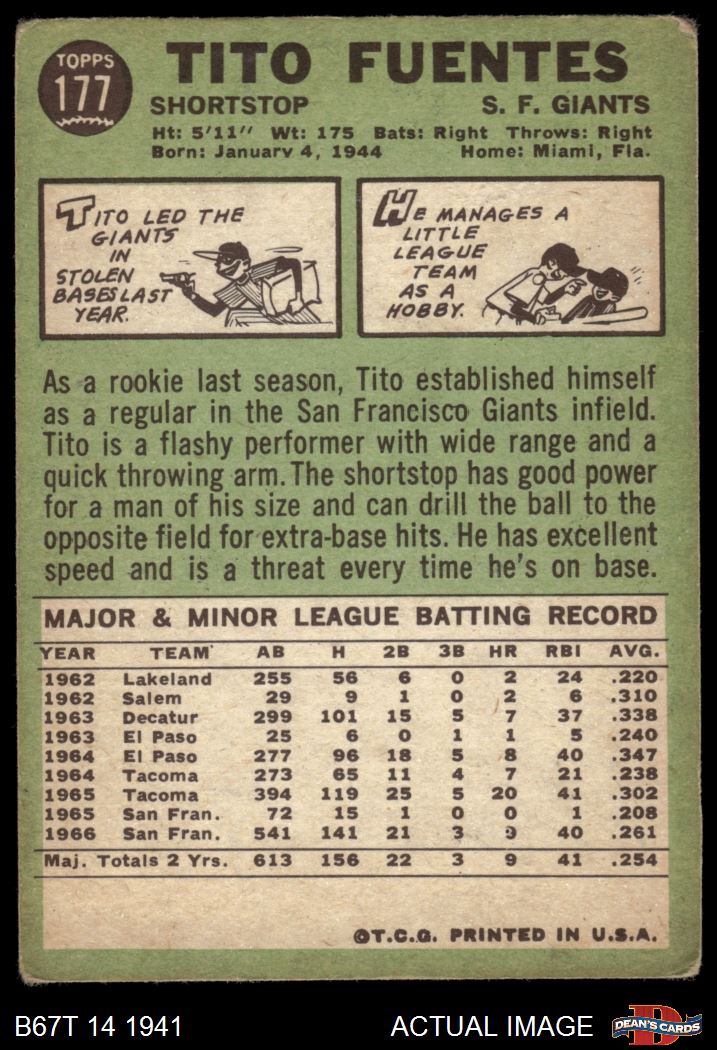 TOPPS
177
TITO FUENTES
SHORTSTOP S. F. GIANTS
Ht: 5'11" Wt: 175 Bats: Right Throws: Right
Born: January 4, 1944 Home: Miami, Fla.
TITO LED THE
GIANTS
IN
STOLEN
BASES LAST
YEAR.
HE MANAGES A
LITTLE
LEAGUE
TEAM
AS A
HOBBY.
As a rookie last season, Tito established himself
as a regular in the San Francisco Giants infield.
Tito is a flashy performer with wide range and a
quick throwing arm. The shortstop has good power
for a man of his size and can drill the ball to the
opposite field for extra-base hits. He has excellent
speed and is a threat every time he's on base.
MAJOR & MINOR LEAGUE BATTING RECORD
YEAR TEAM AB H 2B 3B HR RBI AVG.
1962 Lakeland 255 56 6 0 2 24 .220
1962 Salem 29 9 1 0 2 6 .310
1963 Decatur 299 101 15 5 7 37 .338
1963 El Paso 25 6 0 1 1 5 .240
1964 El Paso 277 96 18 5 8 40 .347
1964 Tacoma 273 65 11 4 7 21 .238
1965 Tacoma 394 119 25 5 20 41 .302
1965 San Fran. 72 15 1 0 0 1 .208
1966 San Fran. 541 141 21 3 9 40 .261
Maj. Totals 2 Yrs. 613 156 22 3 9 41 .254
©T.C.G. PRINTED IN U.S.A.
B67T 14 1941 ACTUAL IMAGE
D
DEAN'S CARDS